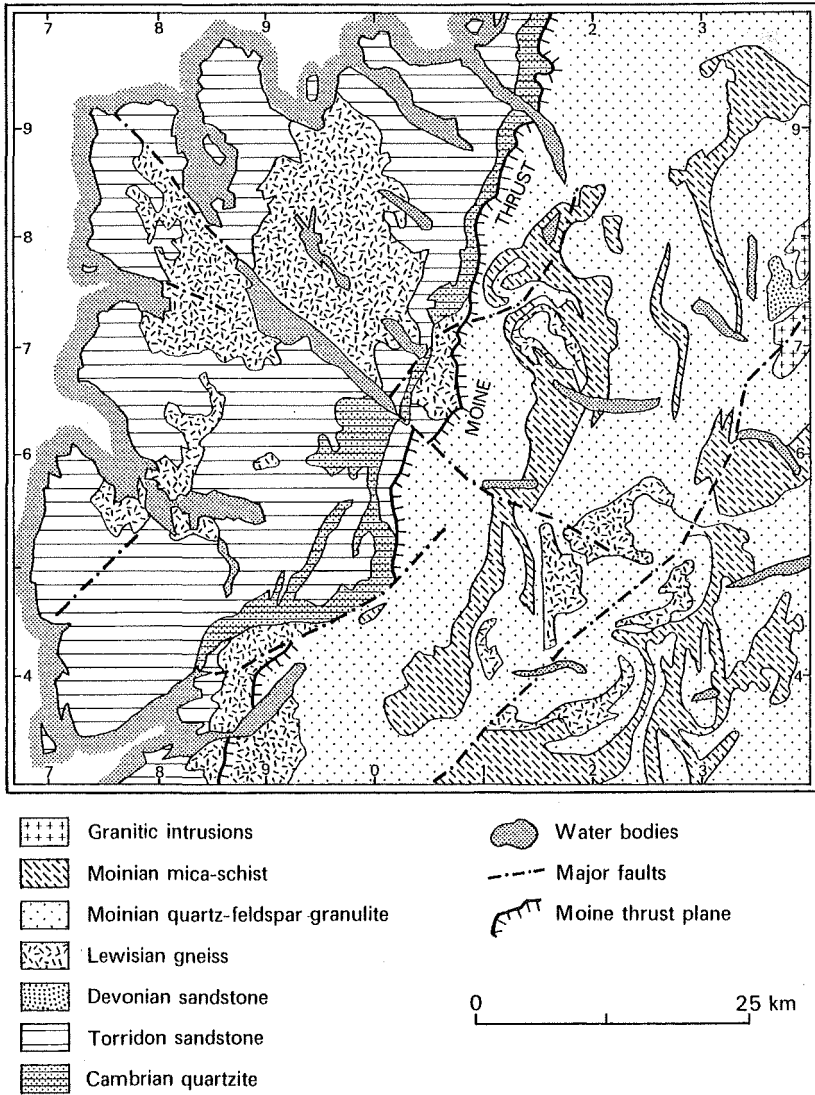 7 8 9 0 1 2 3
9 9
8 8
7 7
6 6
4 4
7 8 9 0 1 2 3
THRUST
MOINE
Granitic intrusions
Moinian mica-schist
Moinian quartz-feldspar granulite
Lewisian gneiss
Devonian sandstone
Torridon sandstone
Cambrian quartzite
Water bodies
Major faults
Moine thrust plane
0 25 km